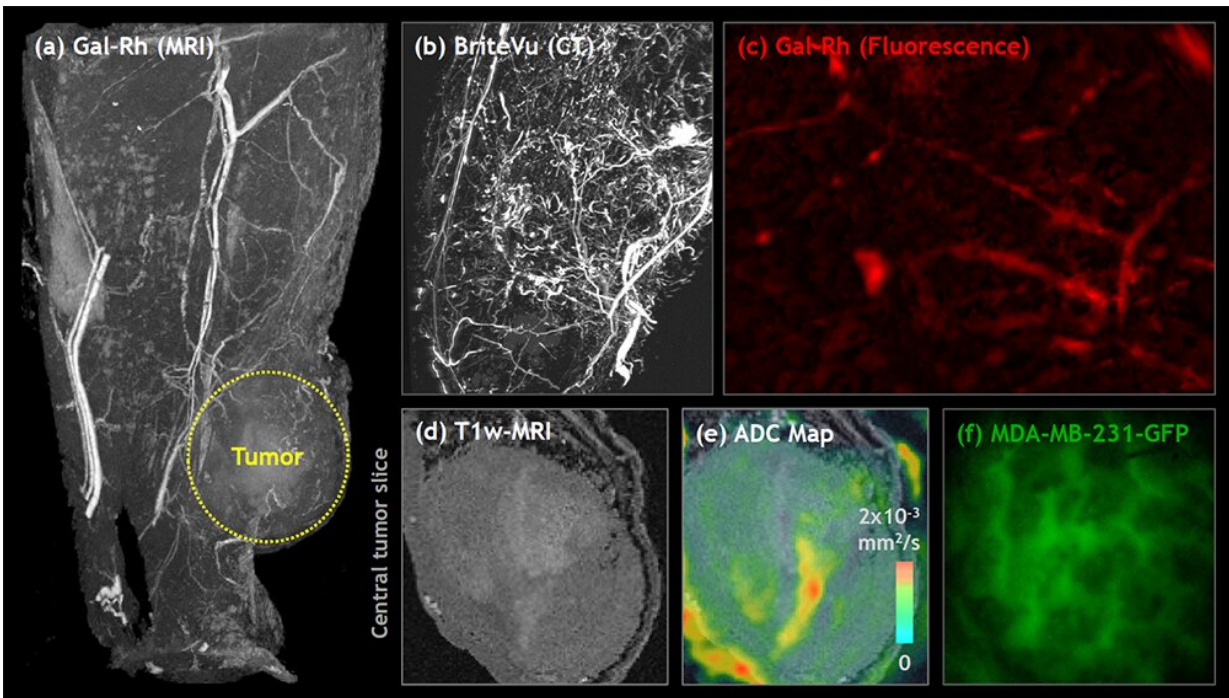 (a) Gal-Rh (MRI)
Tumor
(b) BriteVu (CT)
(c) Gal-Rh (Fluorescence)
Central tumor slice
(d) T1w-MRI
(e) ADC Map
2x10⁻³
mm²/s
0
(f) MDA-MB-231-GFP